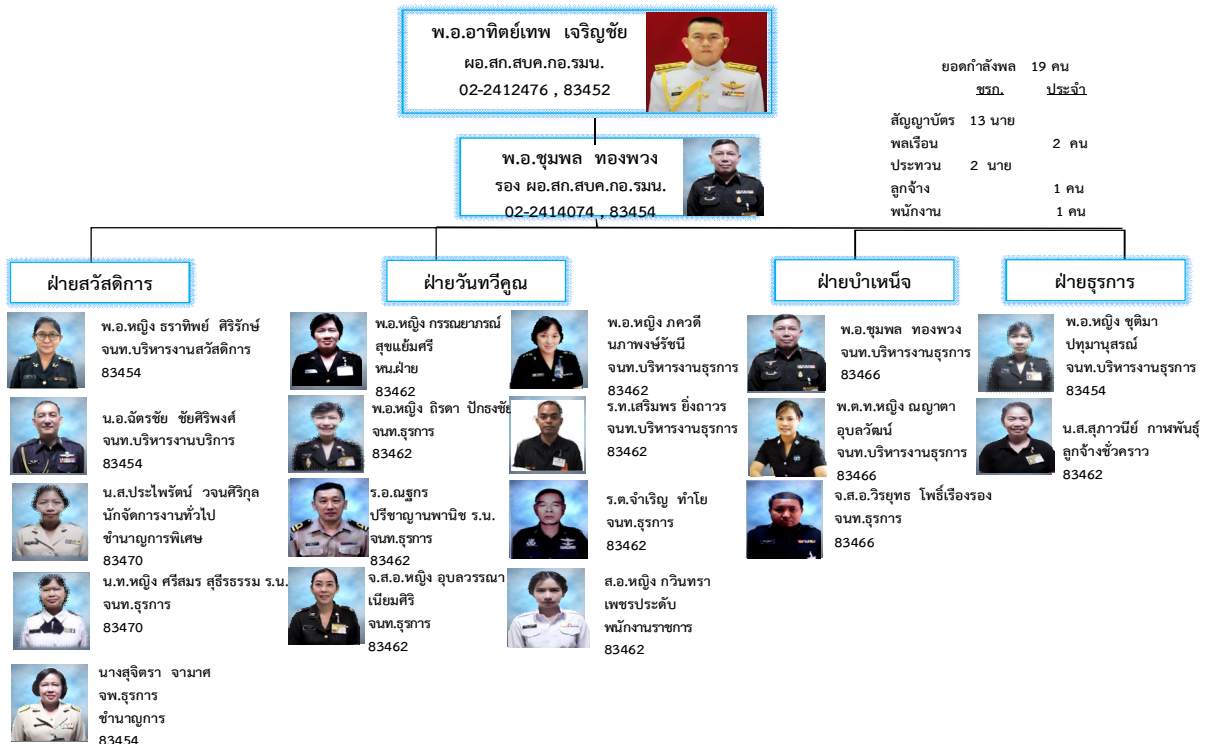 พ.อ.อาทิตย์เทพ เจริญชัย
ผอ.สก.สบค.กอ.รมน.
02-2412476 , 83452
ยอดกำลังพล 19 คน
ชรก. ประจำ
สัญญาบัตร 13 นาย
พลเรือน 2 คน
ประทวน 2 นาย
ลูกจ้าง 1 คน
พนักงาน 1 คน
พ.อ.ชุมพล ทองพวง
รอง ผอ.สก.สบค.กอ.รมน.
02-2414074 , 83454
ฝ่ายสวัสดิการ
พ.อ.หญิง ธราทิพย์ ศิริรักษ์
จนท.บริหารงานสวัสดิการ
83454
น.อ.ฉัตรชัย ชัยศิริพงศ์
จนท.บริหารงานบริการ
83454
น.ส.ประไพรัตน์ วจนศิริกุล
นักจัดการงานทั่วไป
ชำนาญการพิเศษ
83470
น.ท.หญิง ศรีสมร สุธีรธรรม ร.น.
จนท.ธุรการ
83470
นางสุจิตรา จามาศ
จพ.ธุรการ
ชำนาญการ
83454
ฝ่ายวันทวีคูณ
พ.อ.หญิง กรรณยาภรณ์
สุขแย้มศรี
หน.ฝ่าย
83462
พ.อ.หญิง ถิรดา ปักธงชัย
จนท.ธุรการ
83462
ร.อ.ณฐกร
ปรีชาญานพานิช ร.น.
จนท.ธุรการ
83462
จ.ส.อ.หญิง อุบลวรรณา
เนียมศิริ
จนท.ธุรการ
83462
พ.อ.หญิง ภควดี
นภาพงษ์รัชนี
จนท.บริหารงานธุรการ
83462
ร.ท.เสริมพร ยิ่งถาวร
จนท.บริหารงานธุรการ
83462
ร.ต.จำเริญ ทำโย
จนท.ธุรการ
83462
ส.อ.หญิง กวินทรา
เพชรประดับ
พนักงานราชการ
83462
ฝ่ายบำเหน็จ
พ.อ.ชุมพล ทองพวง
จนท.บริหารงานธุรการ
83466
พ.ต.ท.หญิง ณญาตา
อุบลวัฒน์
จนท.บริหารงานธุรการ
83466
จ.ส.อ.วิรยุทธ โพธิ์เรืองรอง
จนท.ธุรการ
83466
ฝ่ายธุรการ
พ.อ.หญิง ชุติมา
ปทุมานุสรณ์
จนท.บริหารงานธุรการ
83454
น.ส.สุภาวนีย์ กาฬพันธุ์
ลูกจ้างชั่วคราว
83462